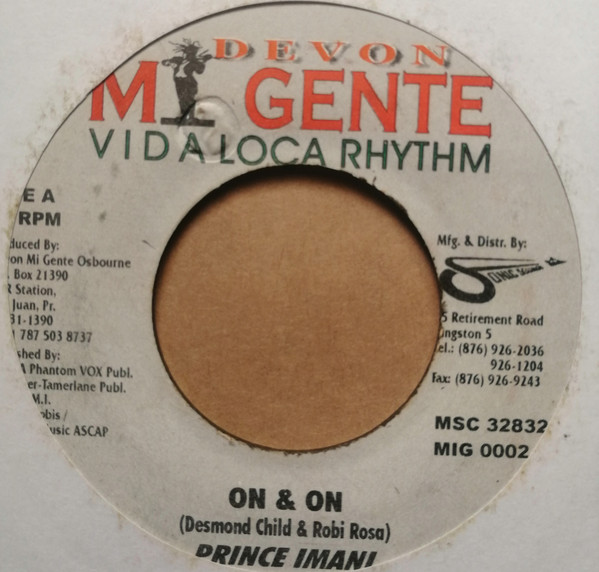 DEVON
MI GENTE
VIDA LOCA RHYTHM
E A
RPM
duced By:
on Mi Gente Osbourne
. Box 21390
Station,
Juan, Pr.
31-1390
787 503 8737
shed By:
A Phantom VOX Publ.
er-Tamerlane Publ.
M.I.
obis /
usic ASCAP
Mfg. & Distr. By:
SONIC SOUNDS
5 Retirement Road
ingston 5
el.: (876) 926-2036
926-1204
Fax: (876) 926-9243
MSC 32832
MIG 0002
ON & ON
(Desmond Child & Robi Rosa)
PRINCE IMANI